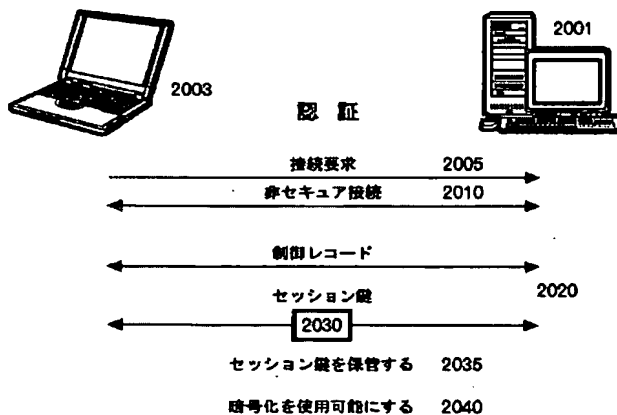 2001
2003
認証
接続要求 2005
非セキュア接続 2010
制御レコード
2020
セッション鍵
2030
セッション鍵を保管する 2035
暗号化を使用可能にする 2040